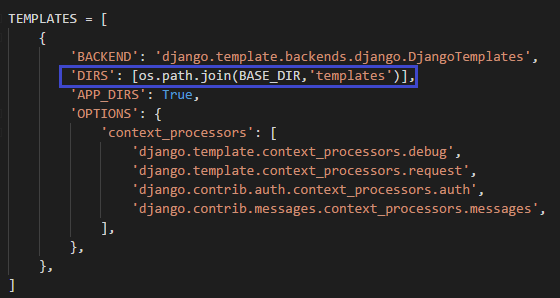 TEMPLATES = [
    {
        'BACKEND': 'django.template.backends.django.DjangoTemplates',
        'DIRS': [os.path.join(BASE_DIR,'templates')],
        'APP_DIRS': True,
        'OPTIONS': {
            'context_processors': [
                'django.template.context_processors.debug',
                'django.template.context_processors.request',
                'django.contrib.auth.context_processors.auth',
                'django.contrib.messages.context_processors.messages',
            ],
        },
    },
]